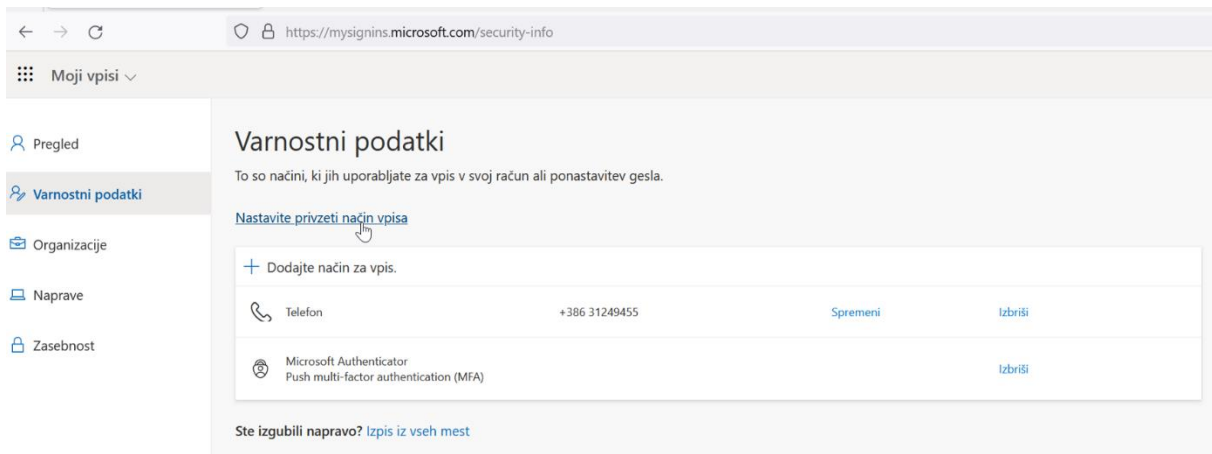 https://mysignins.microsoft.com/security-info
Moji vpisi
Pregled
Varnostni podatki
Organizacije
Naprave
Zasebnost
Varnostni podatki
To so načini, ki jih uporabljate za vpis v svoj račun ali ponastavitev gesla.
Nastavite privzeti način vpisa
Dodajte način za vpis.
Telefon +386 31249455 Spremeni Izbriši
Microsoft Authenticator
Push multi-factor authentication (MFA) Izbriši
Ste izgubili napravo? Izpis iz vseh mest